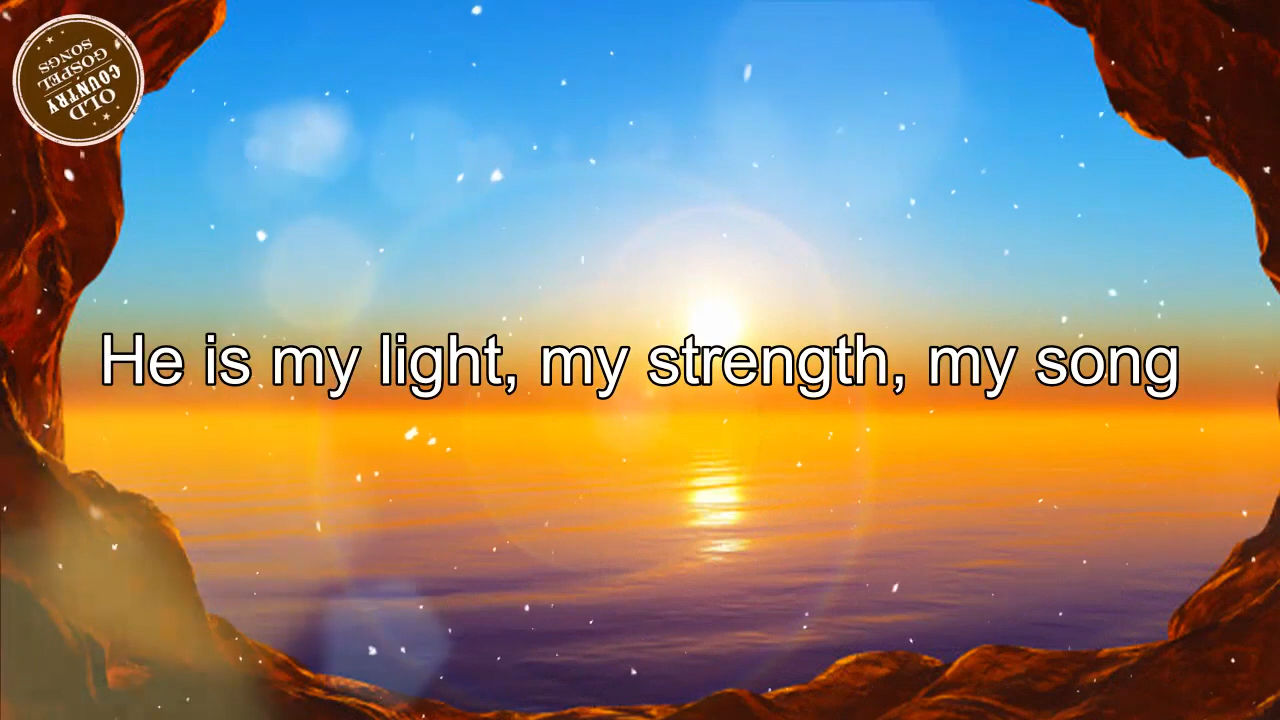 OLD
COUNTRY
GOSPEL
SONGS
He is my light, my strength, my song